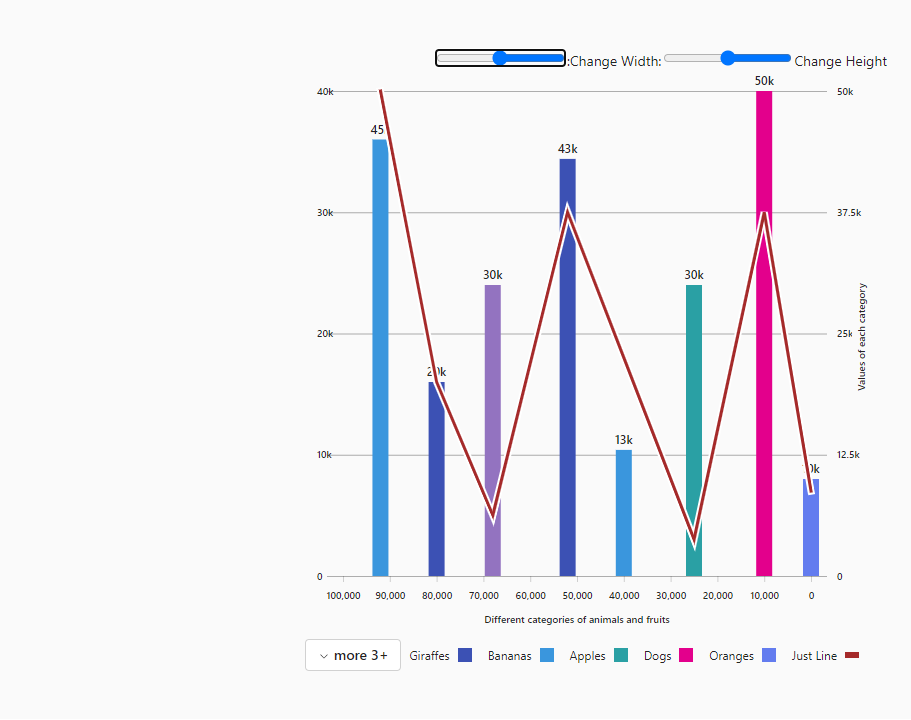 :Change Width: Change Height
50k
40k 50k
45
43k
30k 37.5k
30k 30k
20k 25k
Values of each category
13k
10k 12.5k
0 0
100,000 90,000 80,000 70,000 60,000 50,000 40,000 30,000 20,000 10,000 0
Different categories of animals and fruits
more 3+ Giraffes Bananas Apples Dogs Oranges Just Line